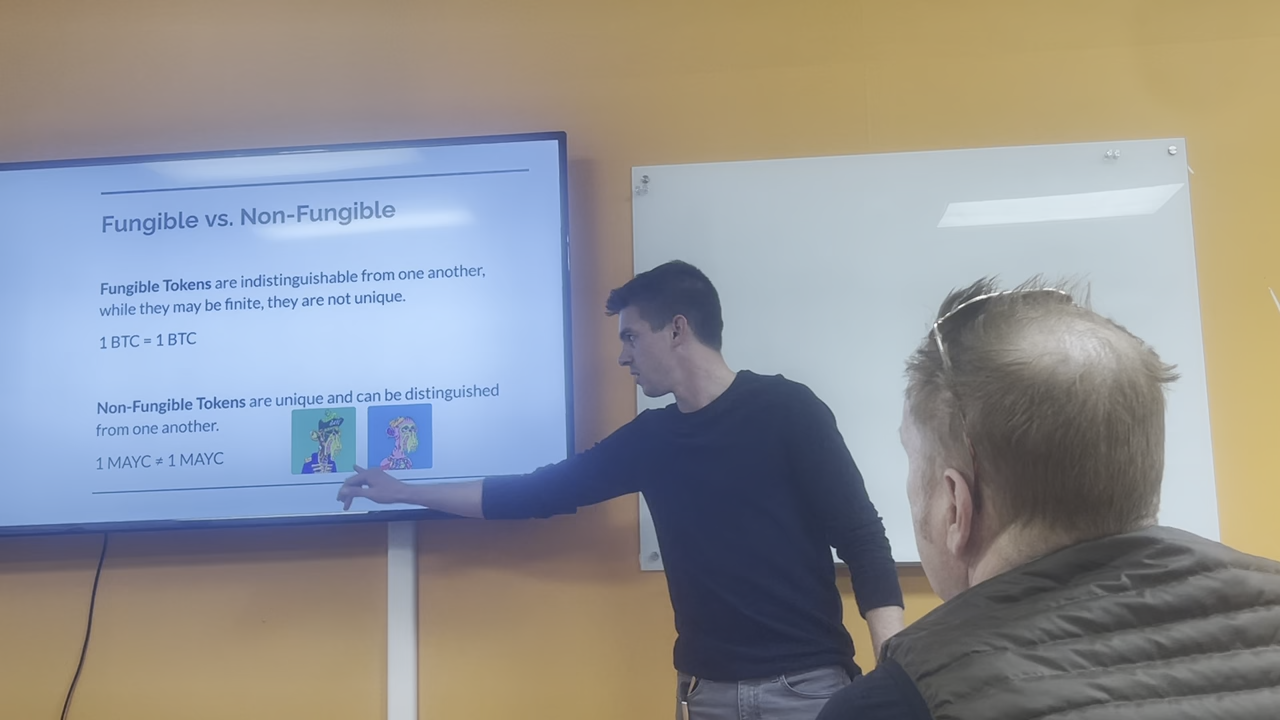 Fungible vs. Non-Fungible
Fungible Tokens are indistinguishable from one another,
while they may be finite, they are not unique.
1 BTC = 1 BTC
Non-Fungible Tokens are unique and can be distinguished
from one another.
1 MAYC ≠ 1 MAYC